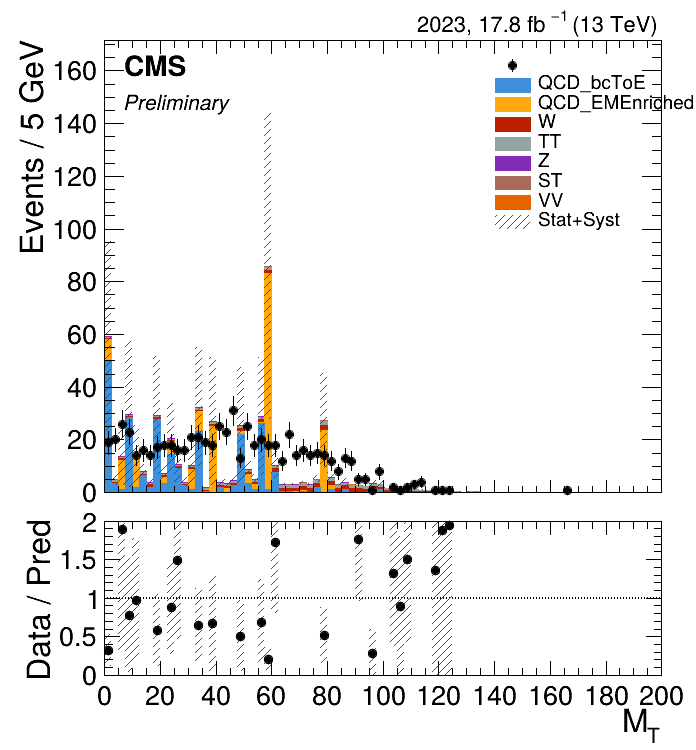 2023, 17.8 fb⁻¹ (13 TeV)
CMS
Preliminary
QCD_bcToE
QCD_EMEnriched
W
TT
Z
ST
VV
Stat+Syst
Events / 5 GeV
160
140
120
100
80
60
40
20
0
Data / Pred
2
1.5
1
0.5
0
0 20 40 60 80 100 120 140 160 180 200
M_T